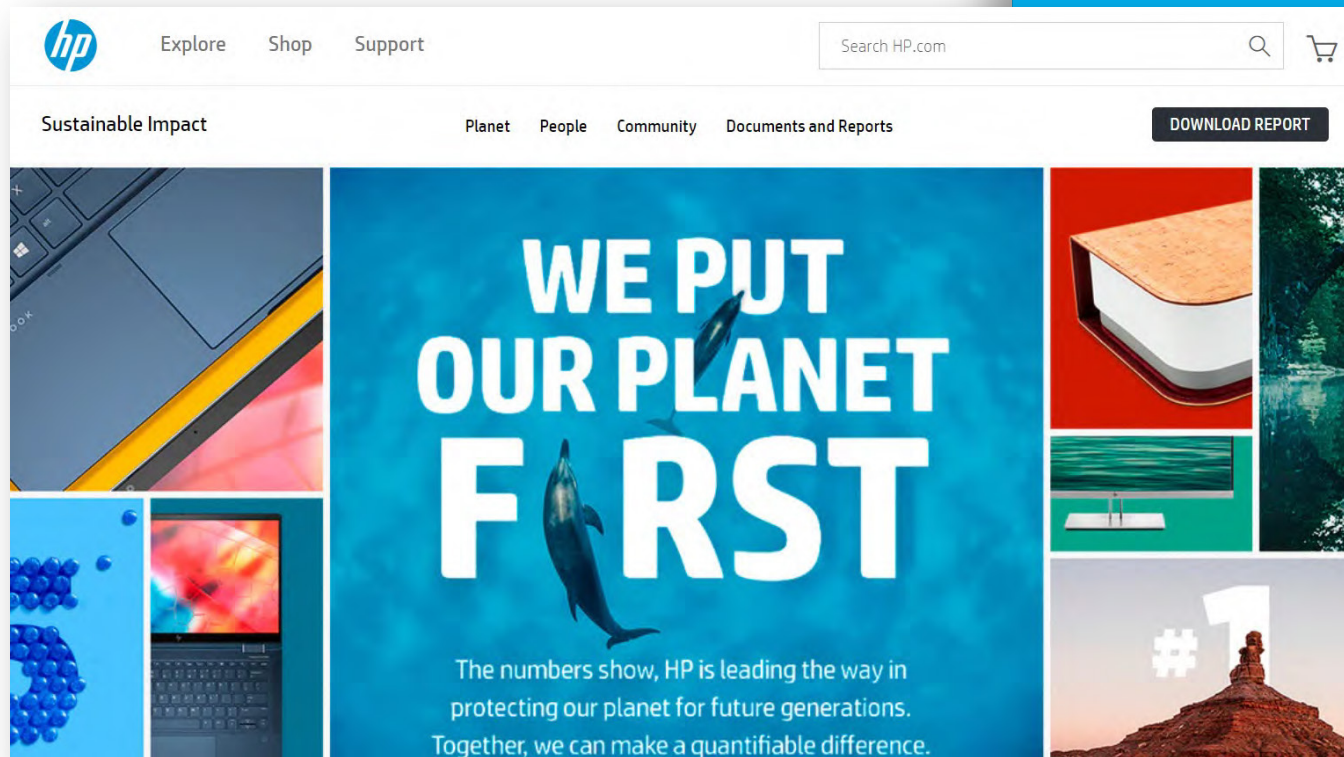 hp
Explore Shop Support
Search HP.com
Sustainable Impact
Planet People Community Documents and Reports
DOWNLOAD REPORT
WE PUT
OUR PLANET
F RST
The numbers show, HP is leading the way in
protecting our planet for future generations.
Together, we can make a quantifiable difference.
#1
5